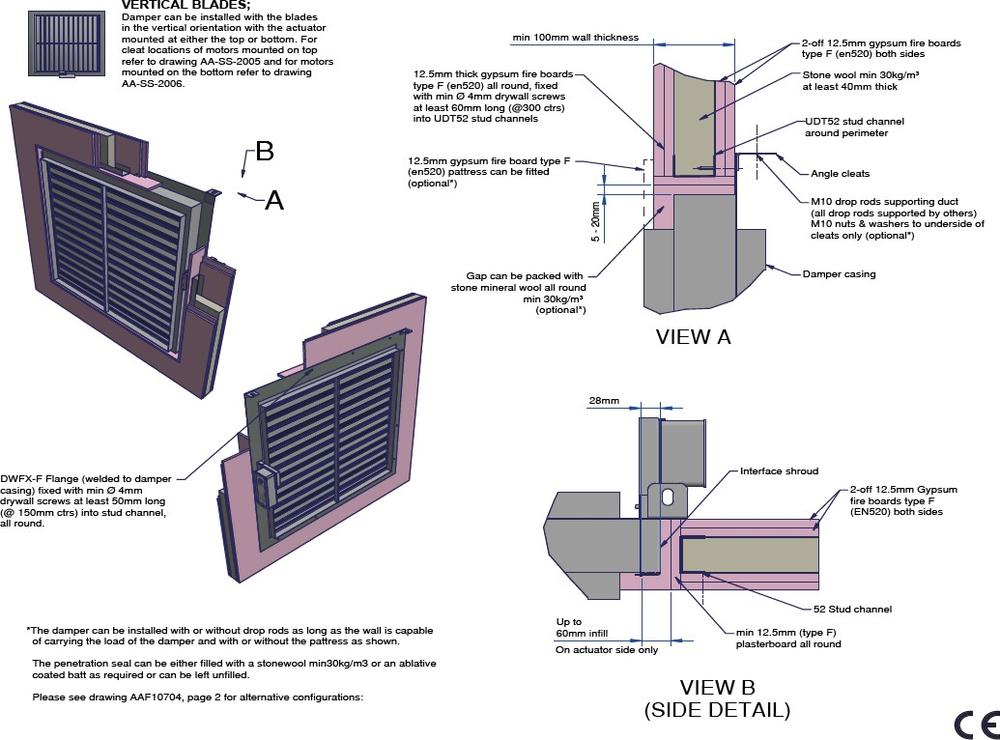 VERTICAL BLADES;
Damper can be installed with the blades
in the vertical orientation with the actuator
mounted at either the top or bottom. For
cleat locations of motors mounted on top
refer to drawing AA-SS-2005 and for motors
mounted on the bottom refer to drawing
AA-SS-2006.
B
A
min 100mm wall thickness
2-off 12.5mm gypsum fire boards
type F (en520) both sides
12.5mm thick gypsum fire boards
type F (en520) all round, fixed
with min Ø 4mm drywall screws
at least 60mm long (@300 ctrs)
into UDT52 stud channels
Stone wool min 30kg/m³
at least 40mm thick
UDT52 stud channel
around perimeter
12.5mm gypsum fire board type F
(en520) pattress can be fitted
(optional*)
Angle cleats
5 - 20mm
M10 drop rods supporting duct
(all drop rods supported by others)
M10 nuts & washers to underside of
cleats only (optional*)
Gap can be packed with
stone mineral wool all round
min 30kg/m³
(optional*)
Damper casing
VIEW A
DWFX-F Flange (welded to damper
casing) fixed with min Ø 4mm
drywall screws at least 50mm long
(@ 150mm ctrs) into stud channel,
all round.
28mm
Interface shroud
2-off 12.5mm Gypsum
fire boards type F
(EN520) both sides
52 Stud channel
Up to
60mm infill
On actuator side only
min 12.5mm (type F)
plasterboard all round
VIEW B
(SIDE DETAIL)
*The damper can be installed with or without drop rods as long as the wall is capable
of carrying the load of the damper and with or without the pattress as shown.
The penetration seal can be either filled with a stonewool min30kg/m3 or an ablative
coated batt as required or can be left unfilled.
Please see drawing AAF10704, page 2 for alternative configurations:
CE